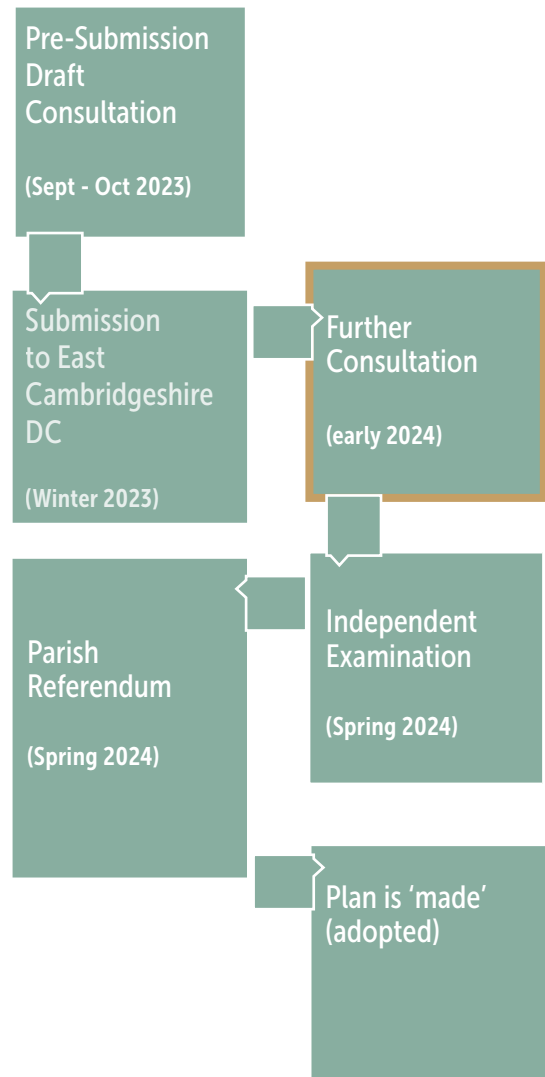 Pre-Submission
Draft
Consultation
(Sept - Oct 2023)
Submission
to East
Cambridgeshire
DC
(Winter 2023)
Further
Consultation
(early 2024)
Independent
Examination
(Spring 2024)
Parish
Referendum
(Spring 2024)
Plan is ‘made’
(adopted)